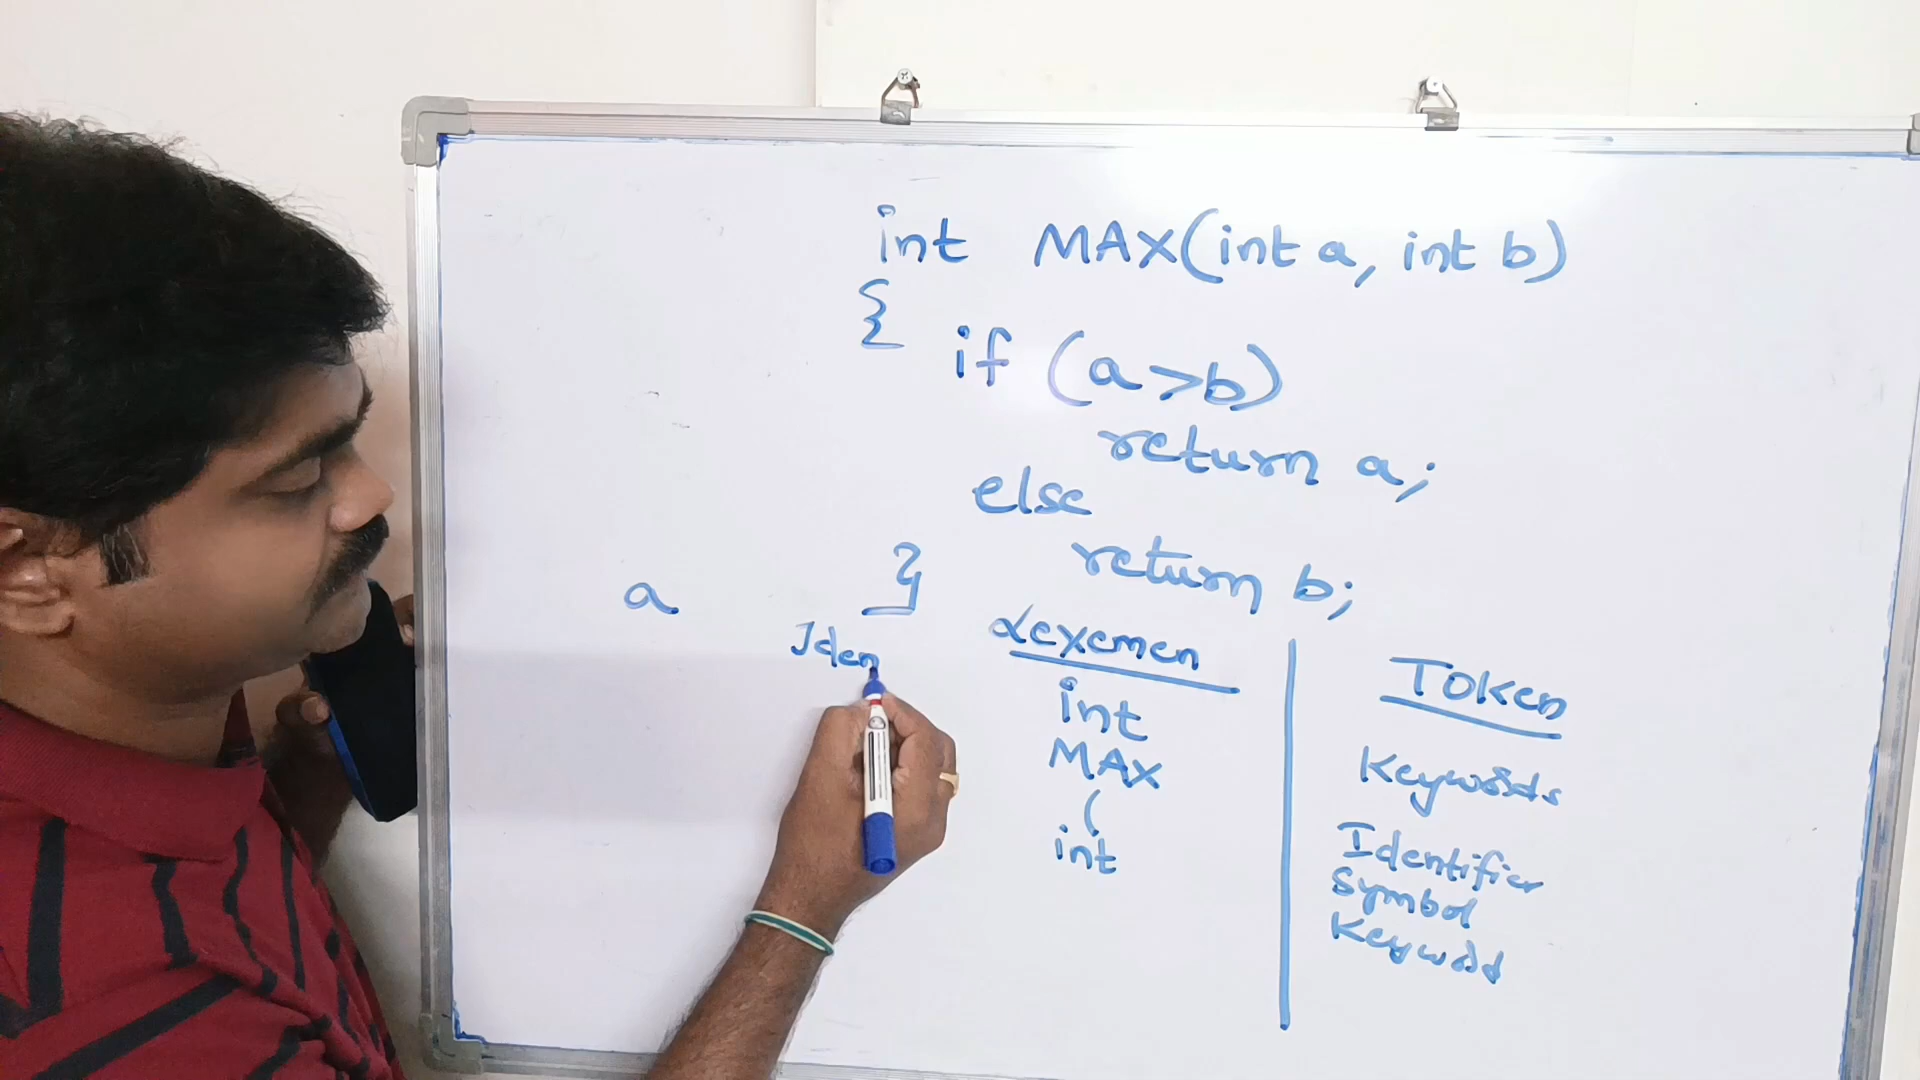 int MAX(int a, int b)
{
if (a>b)
return a;
else
return b;
}
a
Iden
Lexemen
int
MAX
(
int
Token
Keywords
Identifier
Symbol
Keyword